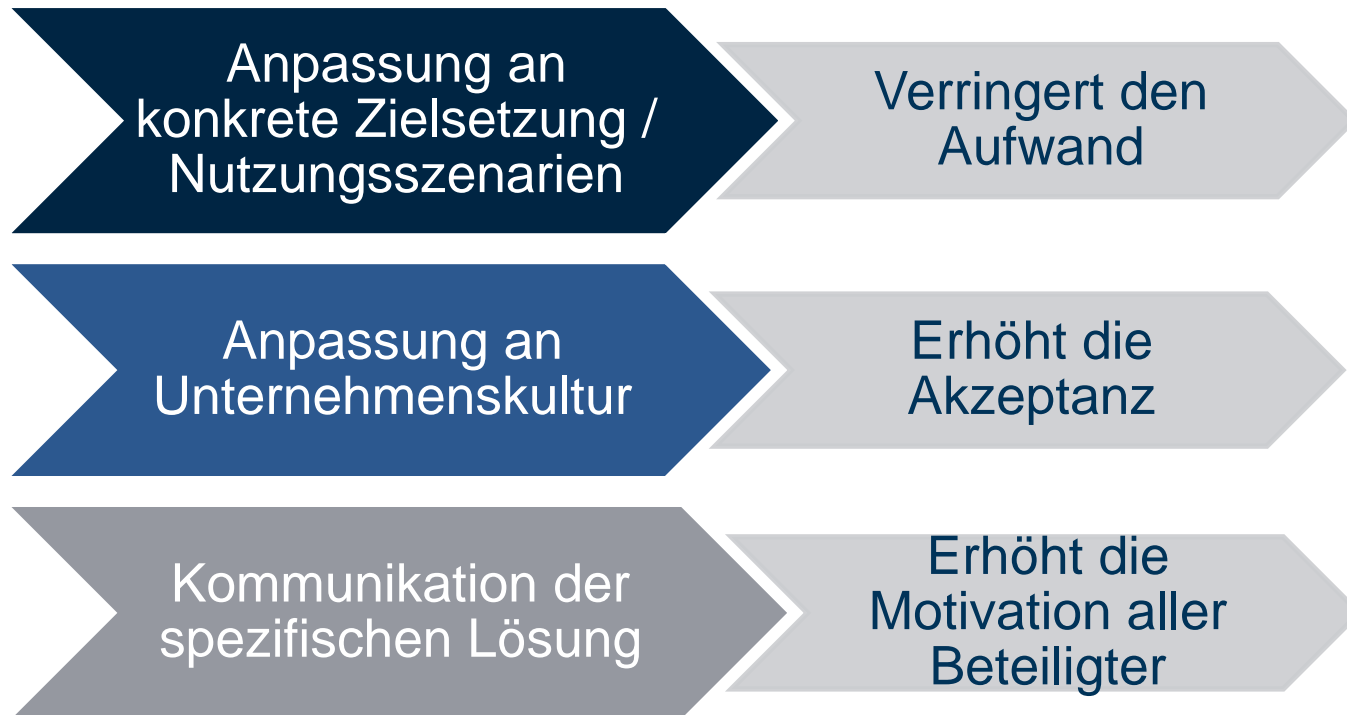 Anpassung an
konkrete Zielsetzung /
Nutzungsszenarien
Verringert den
Aufwand
Anpassung an
Unternehmenskultur
Erhöht die
Akzeptanz
Kommunikation der
spezifischen Lösung
Erhöht die
Motivation aller
Beteiligter